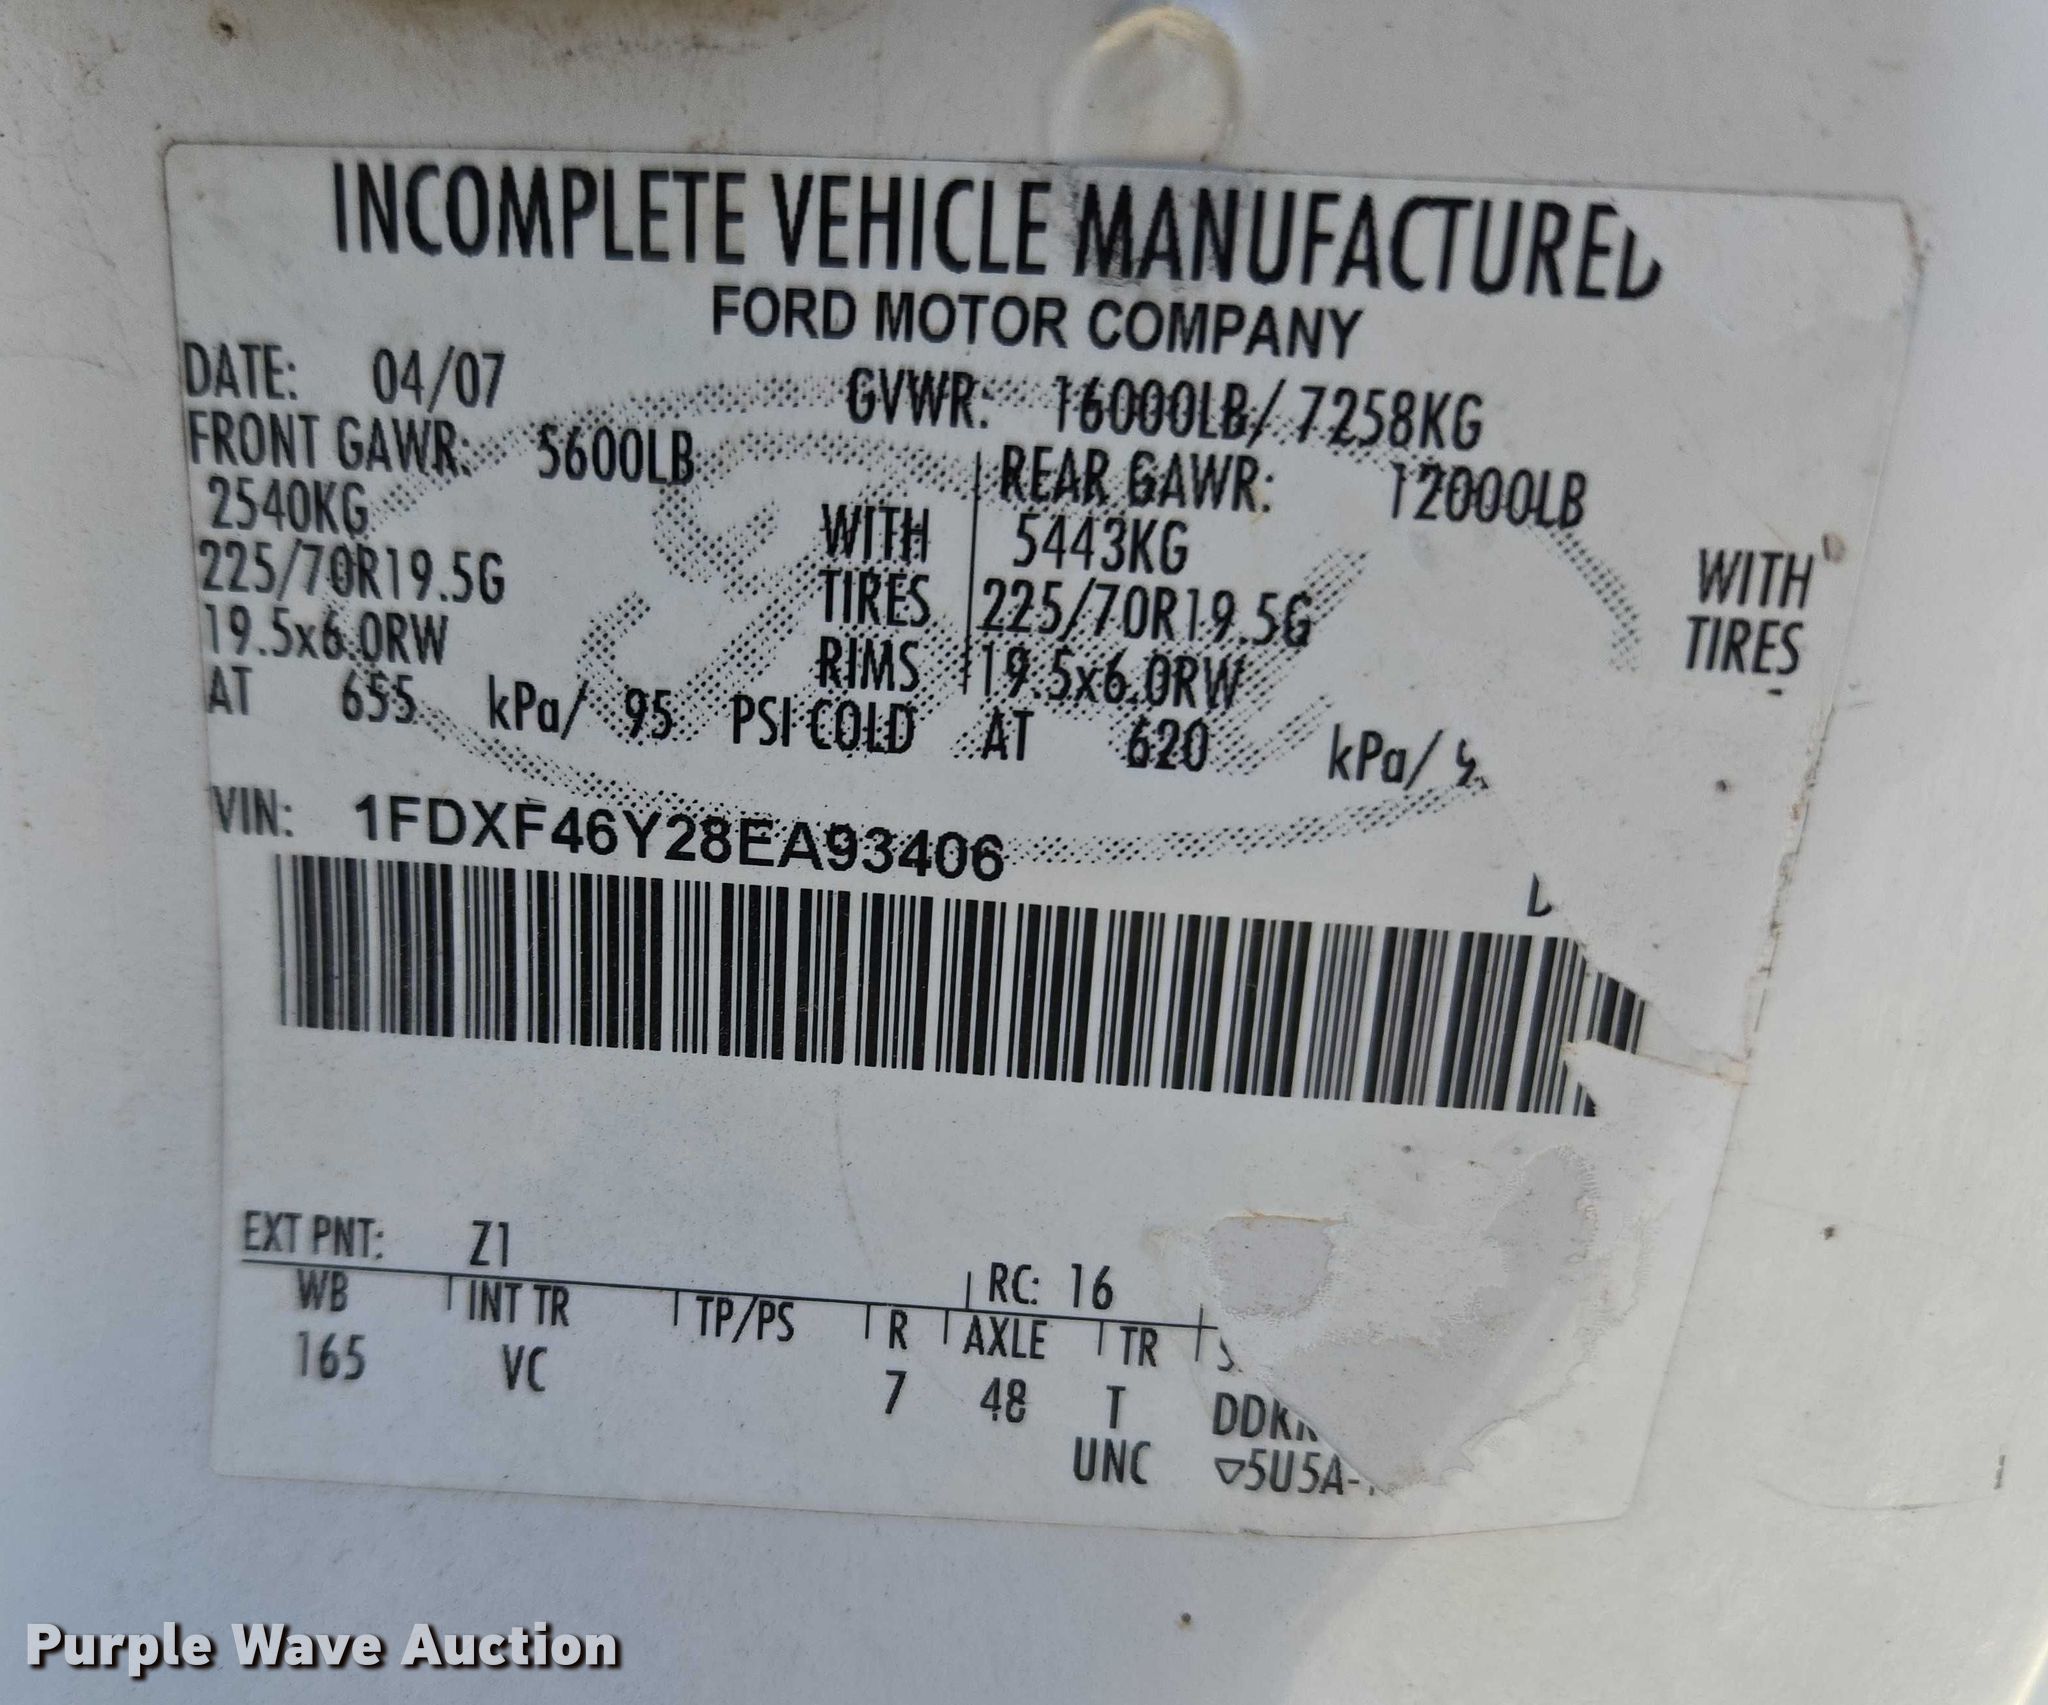 INCOMPLETE VEHICLE MANUFACTURED
FORD MOTOR COMPANY
DATE: 04/07 GVWR: 16000LB/ 7258KG
FRONT GAWR: 5600LB REAR GAWR: 12000LB
2540KG WITH 5443KG WITH
225/70R19.5G TIRES 225/70R19.5G TIRES
19.5x6.0RW RIMS 19.5x6.0RW
AT 655 kPa/ 95 PSI COLD AT 620 kPa/
VIN: 1FDXF46Y28EA93406
EXT PNT: Z1 RC: 16
WB INT TR TP/PS R AXLE TR
165 VC 7 48 T
UNC ▽5U5A-
Purple Wave Auction